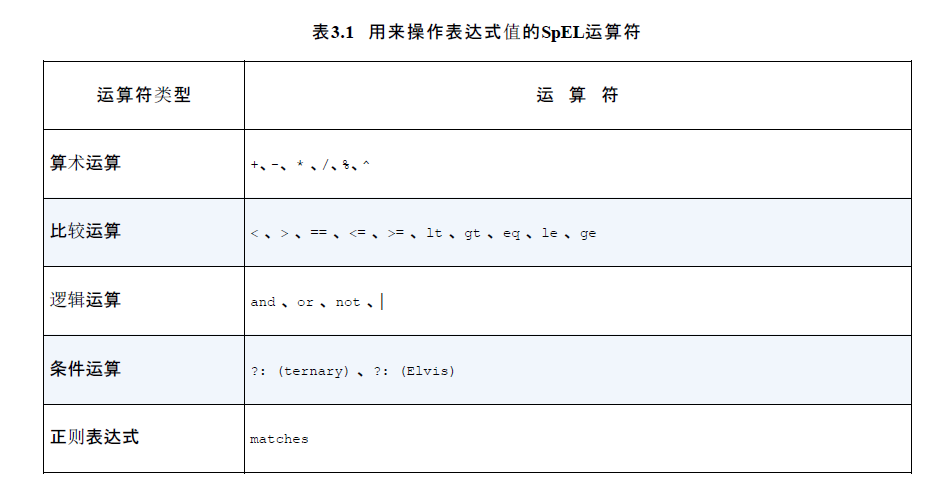 表3.1 用来操作表达式值的SpEL运算符
运算符类型 运 算 符
算术运算 +、-、 * 、/、%、^
比较运算 < 、 > 、 == 、 <= 、 >= 、 lt 、 gt 、 eq 、 le 、 ge
逻辑运算 and 、 or 、 not 、|
条件运算 ?: (ternary) 、 ?: (Elvis)
正则表达式 matches